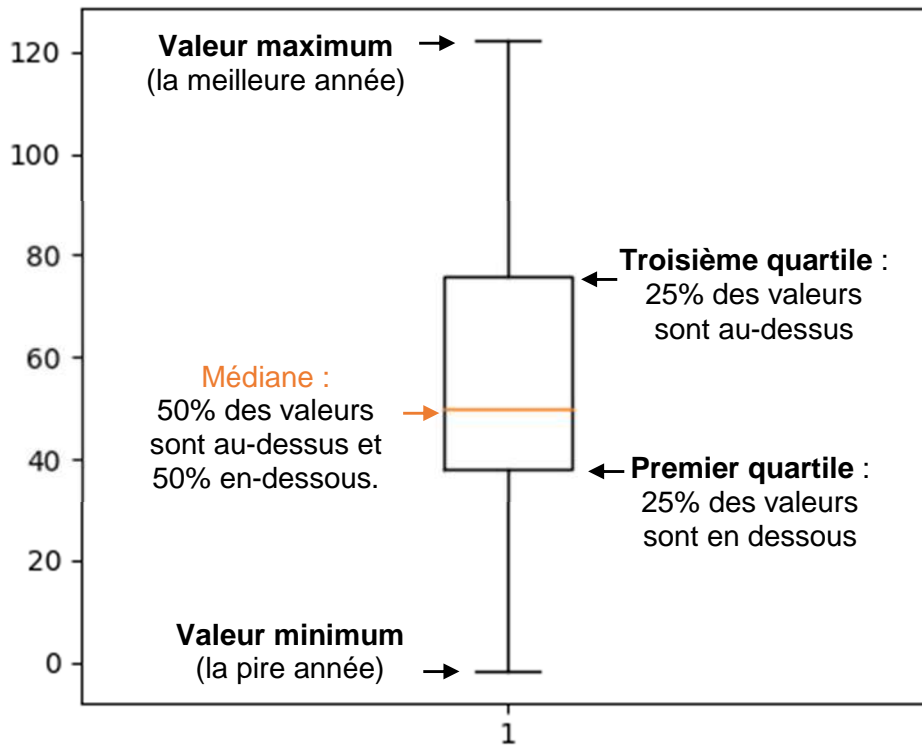 120
100
80
60
40
20
0
Valeur maximum
(la meilleure année)
Troisième quartile :
25% des valeurs
sont au-dessus
Médiane :
50% des valeurs
sont au-dessus et
50% en-dessous.
Premier quartile :
25% des valeurs
sont en dessous
Valeur minimum
(la pire année)
1